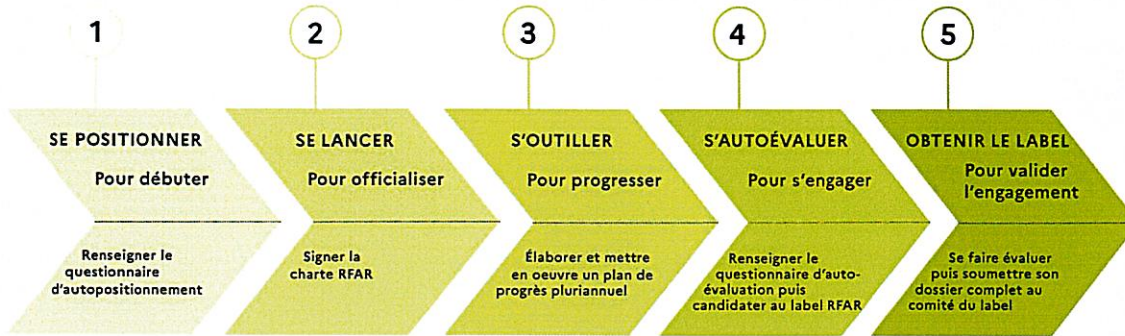 1
SE POSITIONNER
Pour débuter
Renseigner le
questionnaire
d'autopositionnement
2
SE LANCER
Pour officialiser
Signer la
charte RFAR
3
S'OUTILLER
Pour progresser
Élaborer et mettre
en oeuvre un plan de
progrès pluriannuel
4
S'AUTOÉVALUER
Pour s'engager
Renseigner le
questionnaire d'auto-
évaluation puis
candidater au label RFAR
5
OBTENIR LE LABEL
Pour valider
l'engagement
Se faire évaluer
puis soumettre son
dossier complet au
comité du label